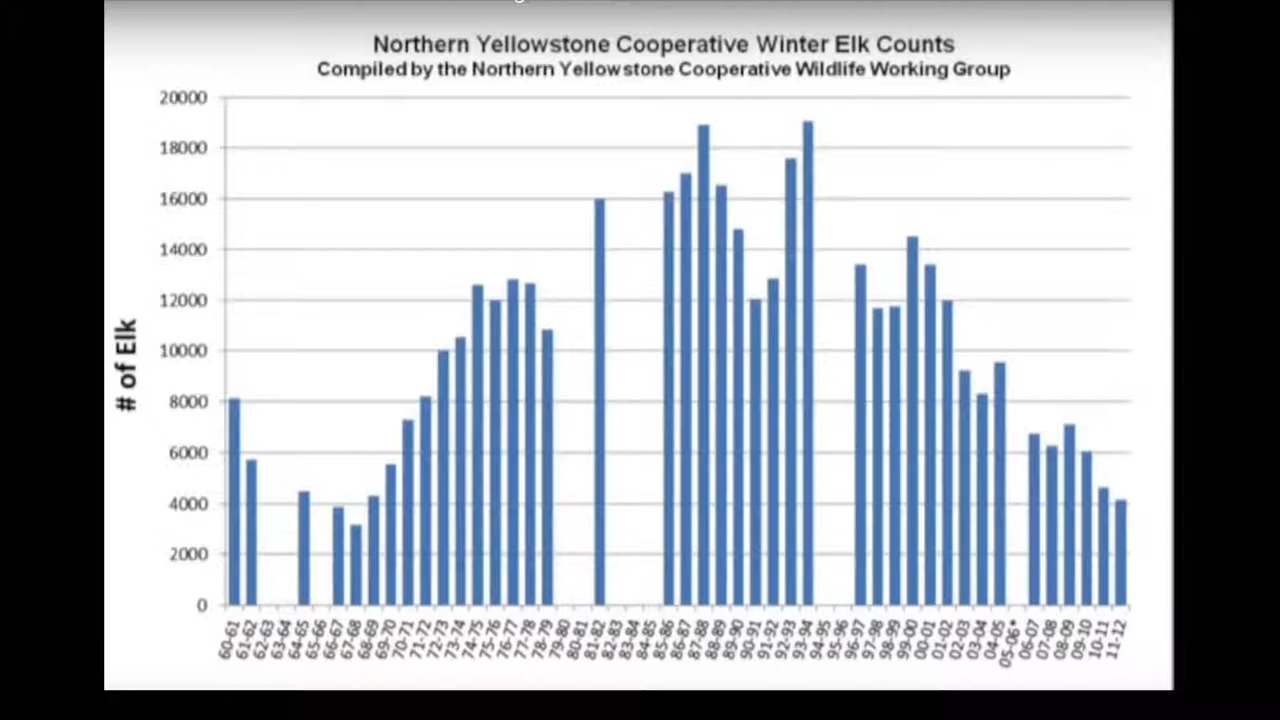 Northern Yellowstone Cooperative Winter Elk Counts
Compiled by the Northern Yellowstone Cooperative Wildlife Working Group
20000
18000
16000
14000
12000
10000
8000
6000
4000
2000
0
# of Elk
60-61 61-62 62-63 63-64 64-65 65-66 66-67 67-68 68-69 69-70 70-71 71-72 72-73 73-74 74-75 75-76 76-77 77-78 78-79 79-80 80-81 81-82 82-83 83-84 84-85 85-86 86-87 87-88 88-89 89-90 90-91 91-92 92-93 93-94 94-95 95-96 96-97 97-98 98-99 99-00 00-01 01-02 02-03 03-04 04-05 05-06* 06-07 07-08 08-09 09-10 10-11 11-12